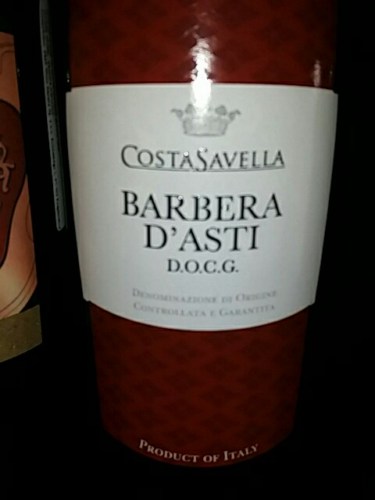 COSTASAVELLA
BARBERA
D'ASTI
D.O.C.G.
DENOMINAZIONE DI ORIGINE
CONTROLLATA E GARANTITA
PRODUCT OF ITALY